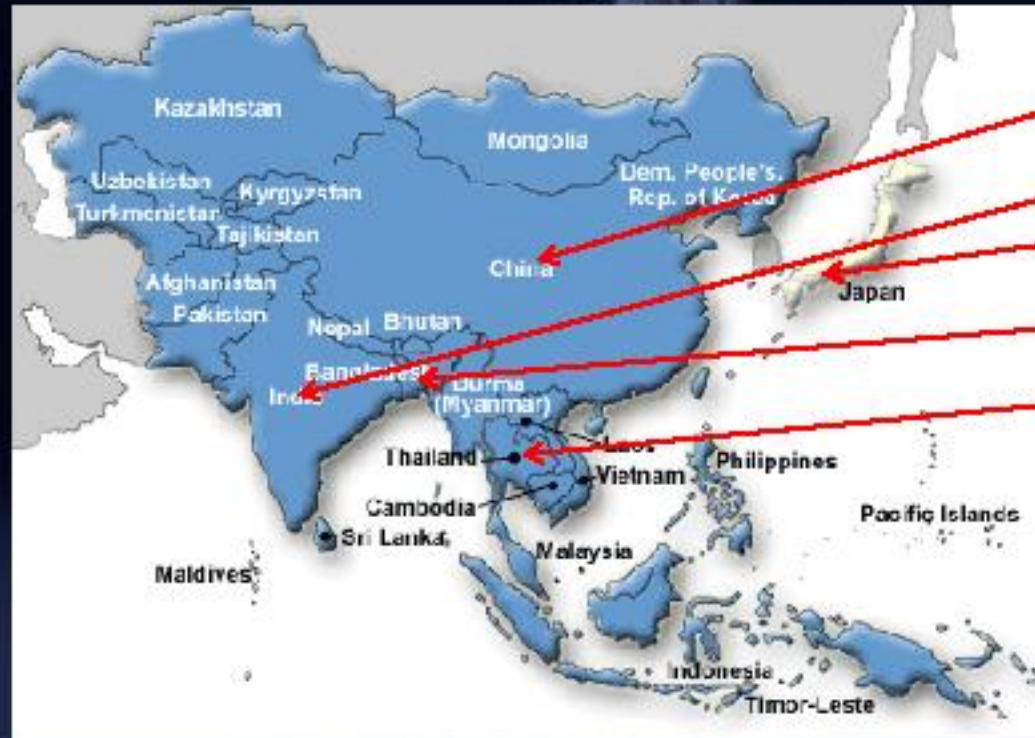 Kazakhstan
Mongolia
Dem. People's.
Rep. of Korea
Uzbekistan
Kyrgyzstan
Turkmenistan
Tajikistan
China
Afghanistan
Japan
Pakistan
Nepal
Bhutan
Bangladesh
India
Burma
(Myanmar)
Laos
Thailand
Vietnam
Philippines
Cambodia
Pacific Islands
Sri Lanka
Malaysia
Maldives
Indonesia
Timor-Leste